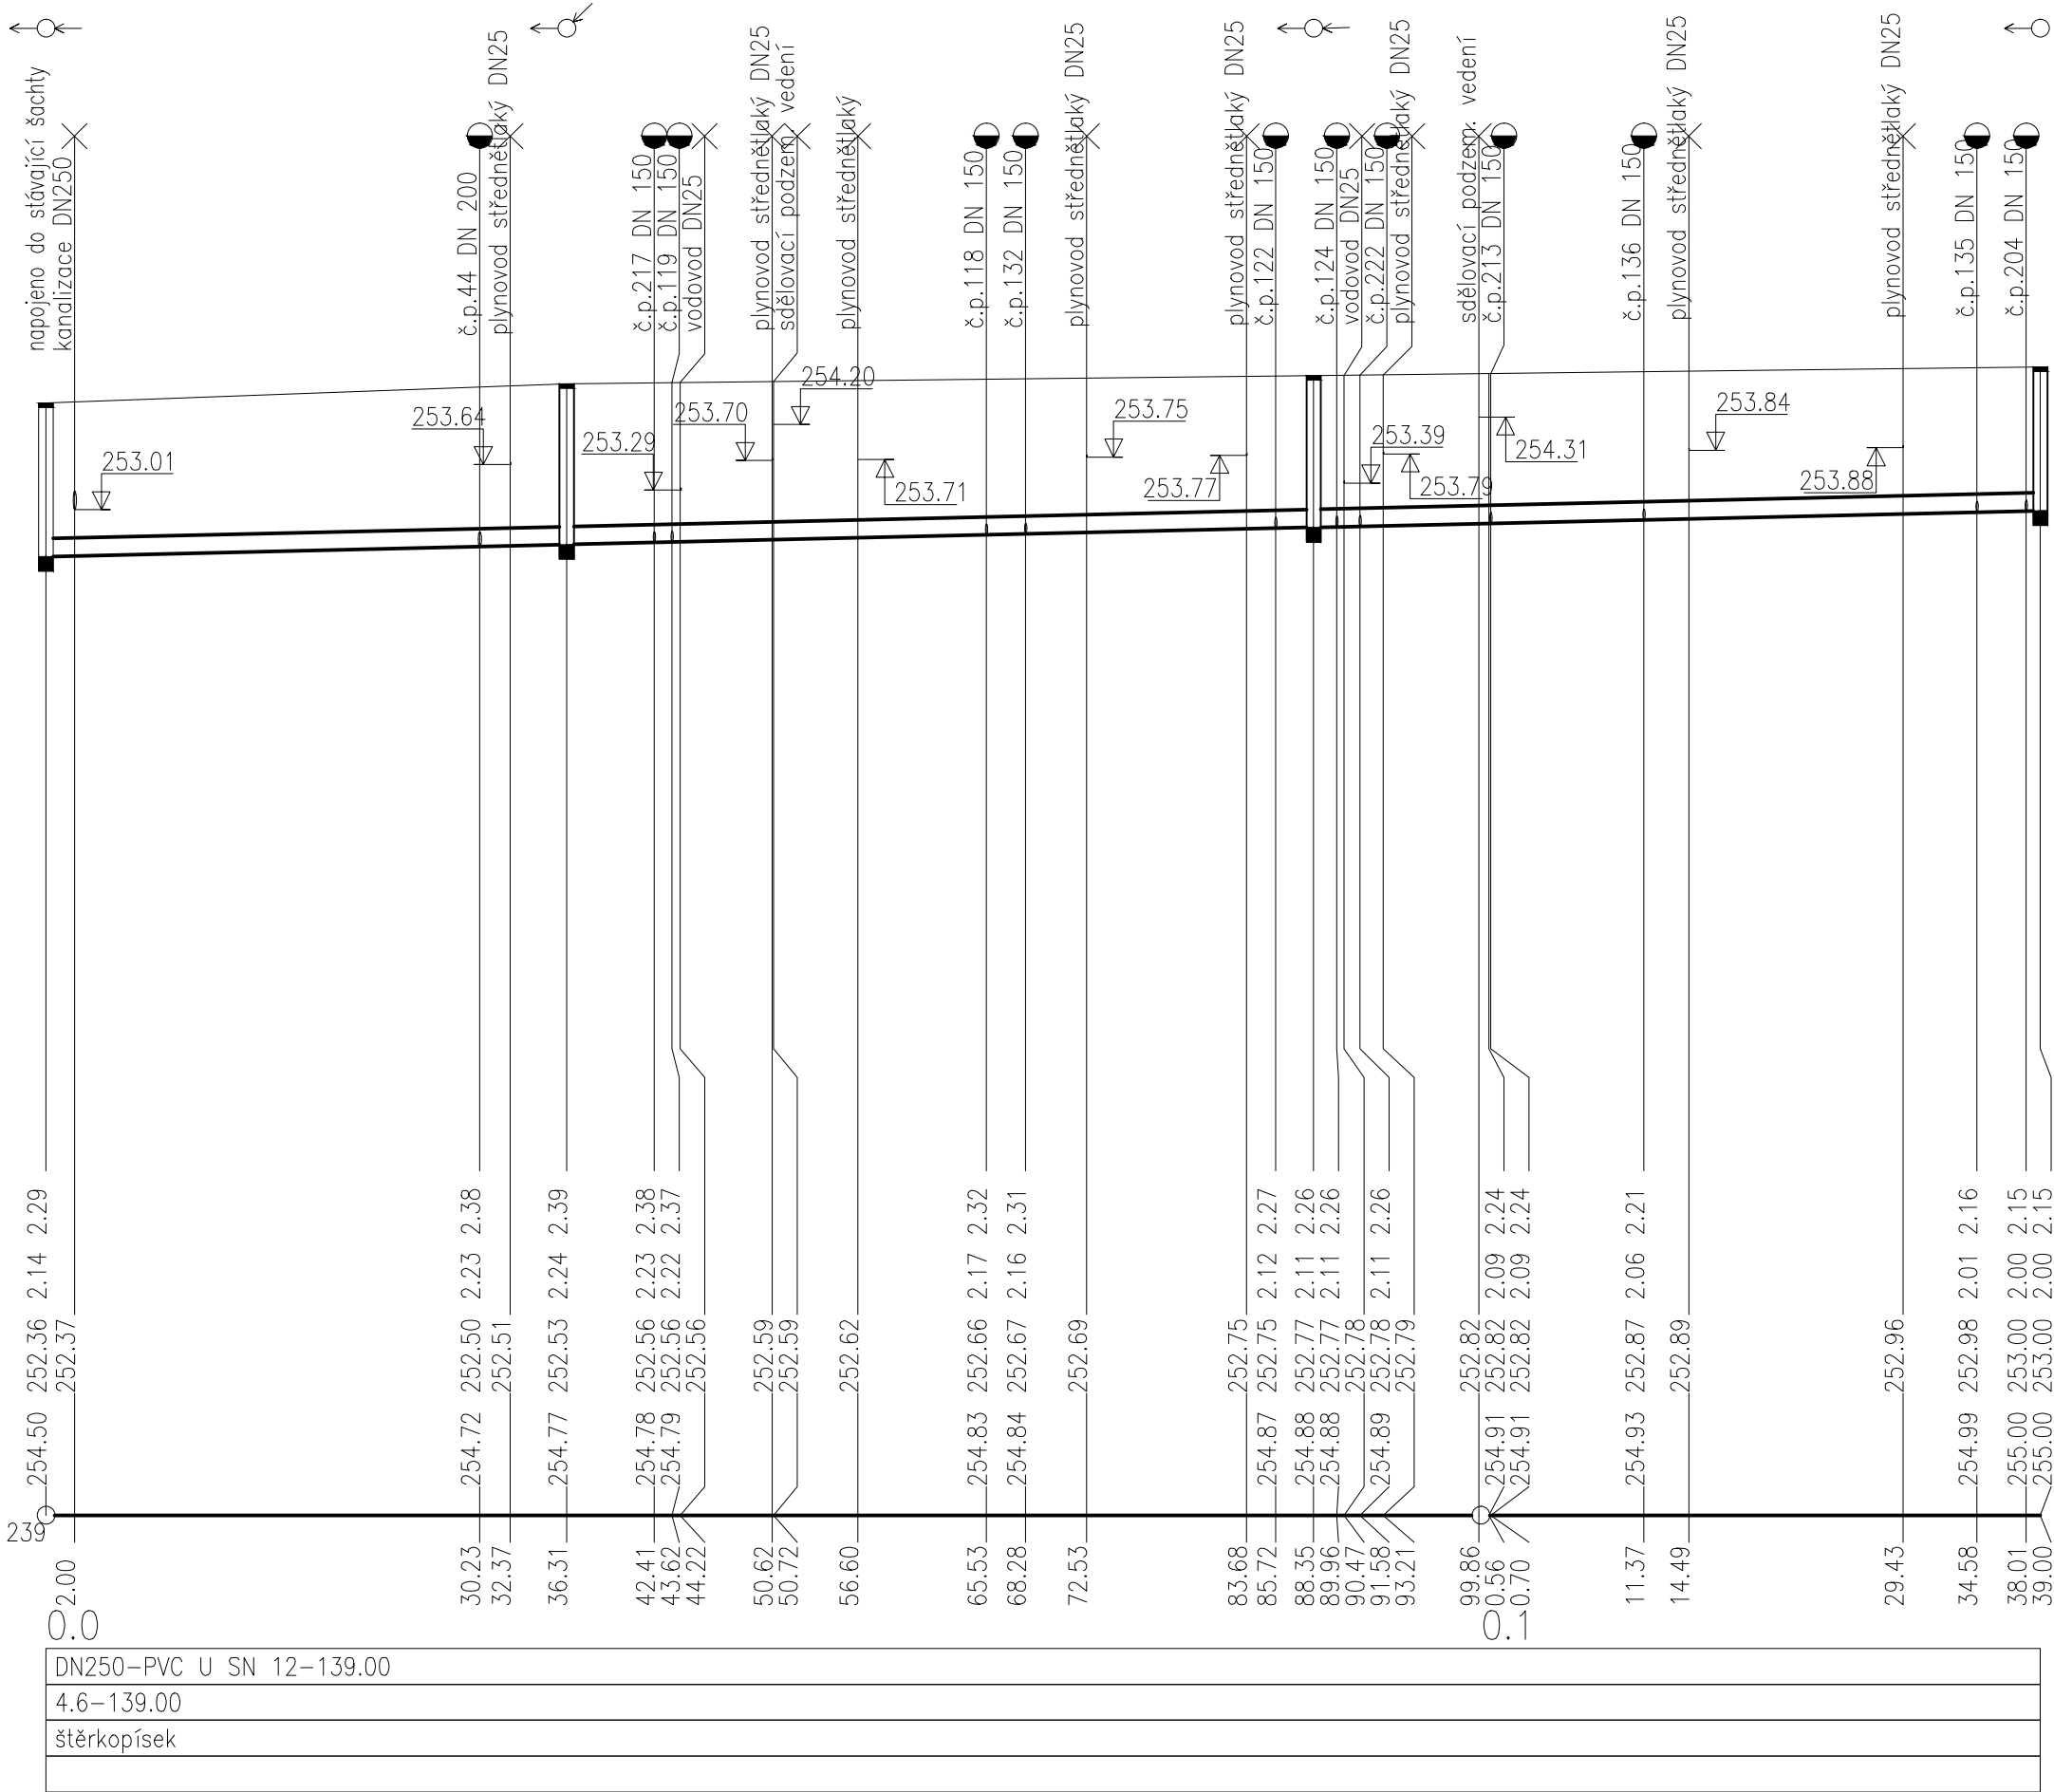 napojeno do stávající šachty
kanalizace DN250
č.p.44 DN 200
plynovod střednětlaký DN25
č.p.217 DN 150
č.p.119 DN 150
vodovod DN25
plynovod střednětlaký DN25
sdělovací podzem. vedení
plynovod střednětlaký
č.p.118 DN 150
č.p.132 DN 150
plynovod střednětlaký DN25
plynovod střednětlaký DN25
č.p.122 DN 150
č.p.124 DN 150
vodovod DN25
č.p.222 DN 150
plynovod střednětlaký DN25
sdělovací podzem. vedení
č.p.213 DN 150
č.p.136 DN 150
plynovod střednětlaký DN25
plynovod střednětlaký DN25
č.p.135 DN 150
č.p.204 DN 150
253.01
253.64
253.29
253.70
254.20
253.71
253.75
253.77
253.39
253.79
254.31
253.84
253.88
254.50 252.36 2.14 2.29
252.37
254.72 252.50 2.23 2.38
252.51
254.77 252.53 2.24 2.39
254.78 252.56 2.23 2.38
254.79 252.56 2.22 2.37
252.56
252.59
252.59
252.62
254.83 252.66 2.17 2.32
254.84 252.67 2.16 2.31
252.69
252.75
254.87 252.75 2.12 2.27
254.88 252.77 2.11 2.26
254.88 252.77 2.11 2.26
252.78
254.89 252.78 2.11 2.26
252.79
252.82
254.91 252.82 2.09 2.24
254.91 252.82 2.09 2.24
254.93 252.87 2.06 2.21
252.89
252.96
254.99 252.98 2.01 2.16
255.00 253.00 2.00 2.15
255.00 253.00 2.00 2.15
239
2.00
30.23
32.37
36.31
42.41
43.62
44.22
50.62
50.72
56.60
65.53
68.28
72.53
83.68
85.72
88.35
89.96
90.47
91.58
93.21
99.86
0.56
0.70
11.37
14.49
29.43
34.58
38.01
39.00
0.0
0.1
DN250-PVC U SN 12-139.00
4.6-139.00
štěrkopísek